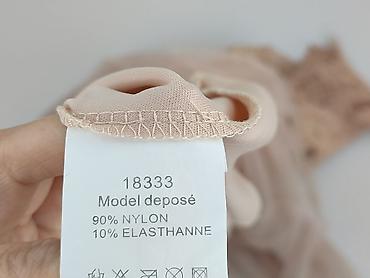 18333
Model deposé
90% NYLON
10% ELASTHANNE